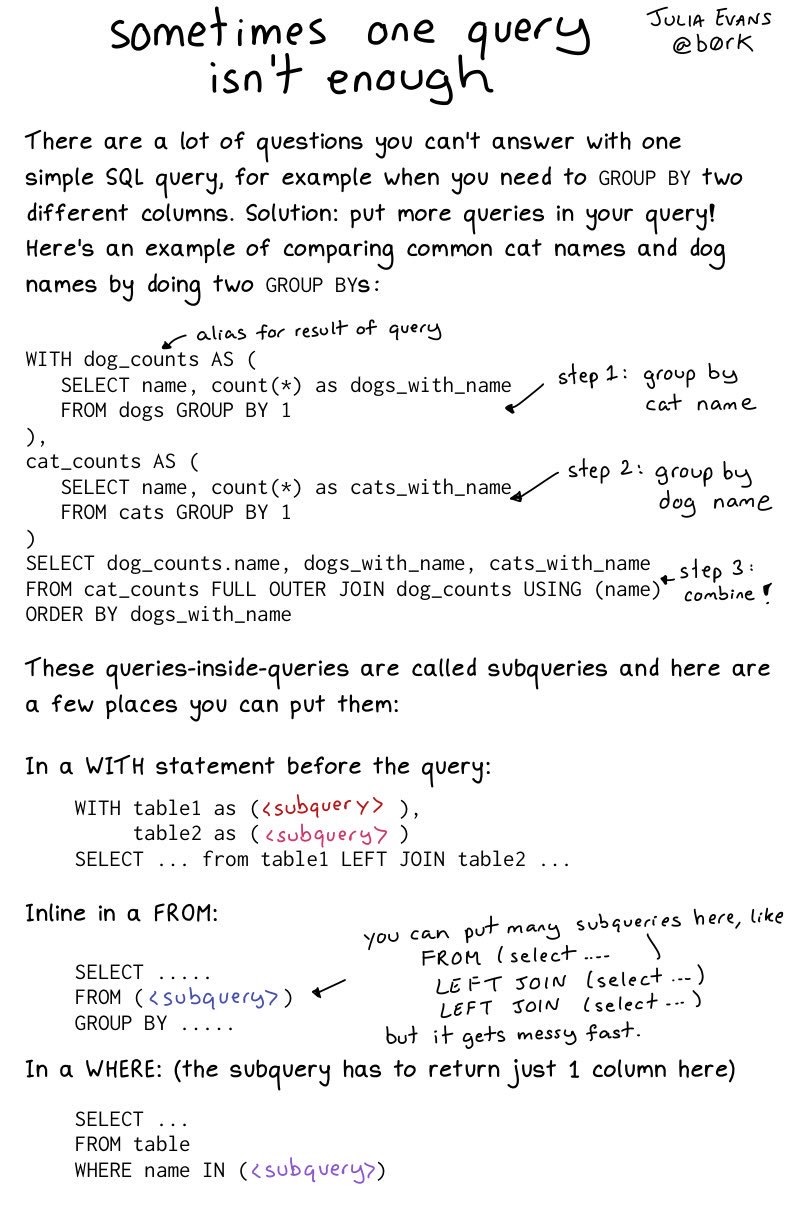 sometimes one query
isn't enough
JULIA EVANS
@b0rk
There are a lot of questions you can't answer with one
simple SQL query, for example when you need to GROUP BY two
different columns. Solution: put more queries in your query!
Here's an example of comparing common cat names and dog
names by doing two GROUP BYs:
alias for result of query
WITH dog_counts AS (
SELECT name, count(*) as dogs_with_name
FROM dogs GROUP BY 1
),
step 1: group by
cat name
cat_counts AS (
SELECT name, count(*) as cats_with_name
FROM cats GROUP BY 1
)
step 2: group by
dog name
SELECT dog_counts.name, dogs_with_name, cats_with_name
FROM cat_counts FULL OUTER JOIN dog_counts USING (name)
ORDER BY dogs_with_name
step 3:
combine!
These queries-inside-queries are called subqueries and here are
a few places you can put them:
In a WITH statement before the query:
WITH table1 as (<subquery> ),
table2 as (<subquery> )
SELECT ... from table1 LEFT JOIN table2 ...
Inline in a FROM:
SELECT .....
FROM (<subquery>)
GROUP BY .....
you can put many subqueries here, like
FROM (select .... )
LEFT JOIN (select ...)
LEFT JOIN (select ...)
but it gets messy fast.
In a WHERE: (the subquery has to return just 1 column here)
SELECT ...
FROM table
WHERE name IN (<subquery>)